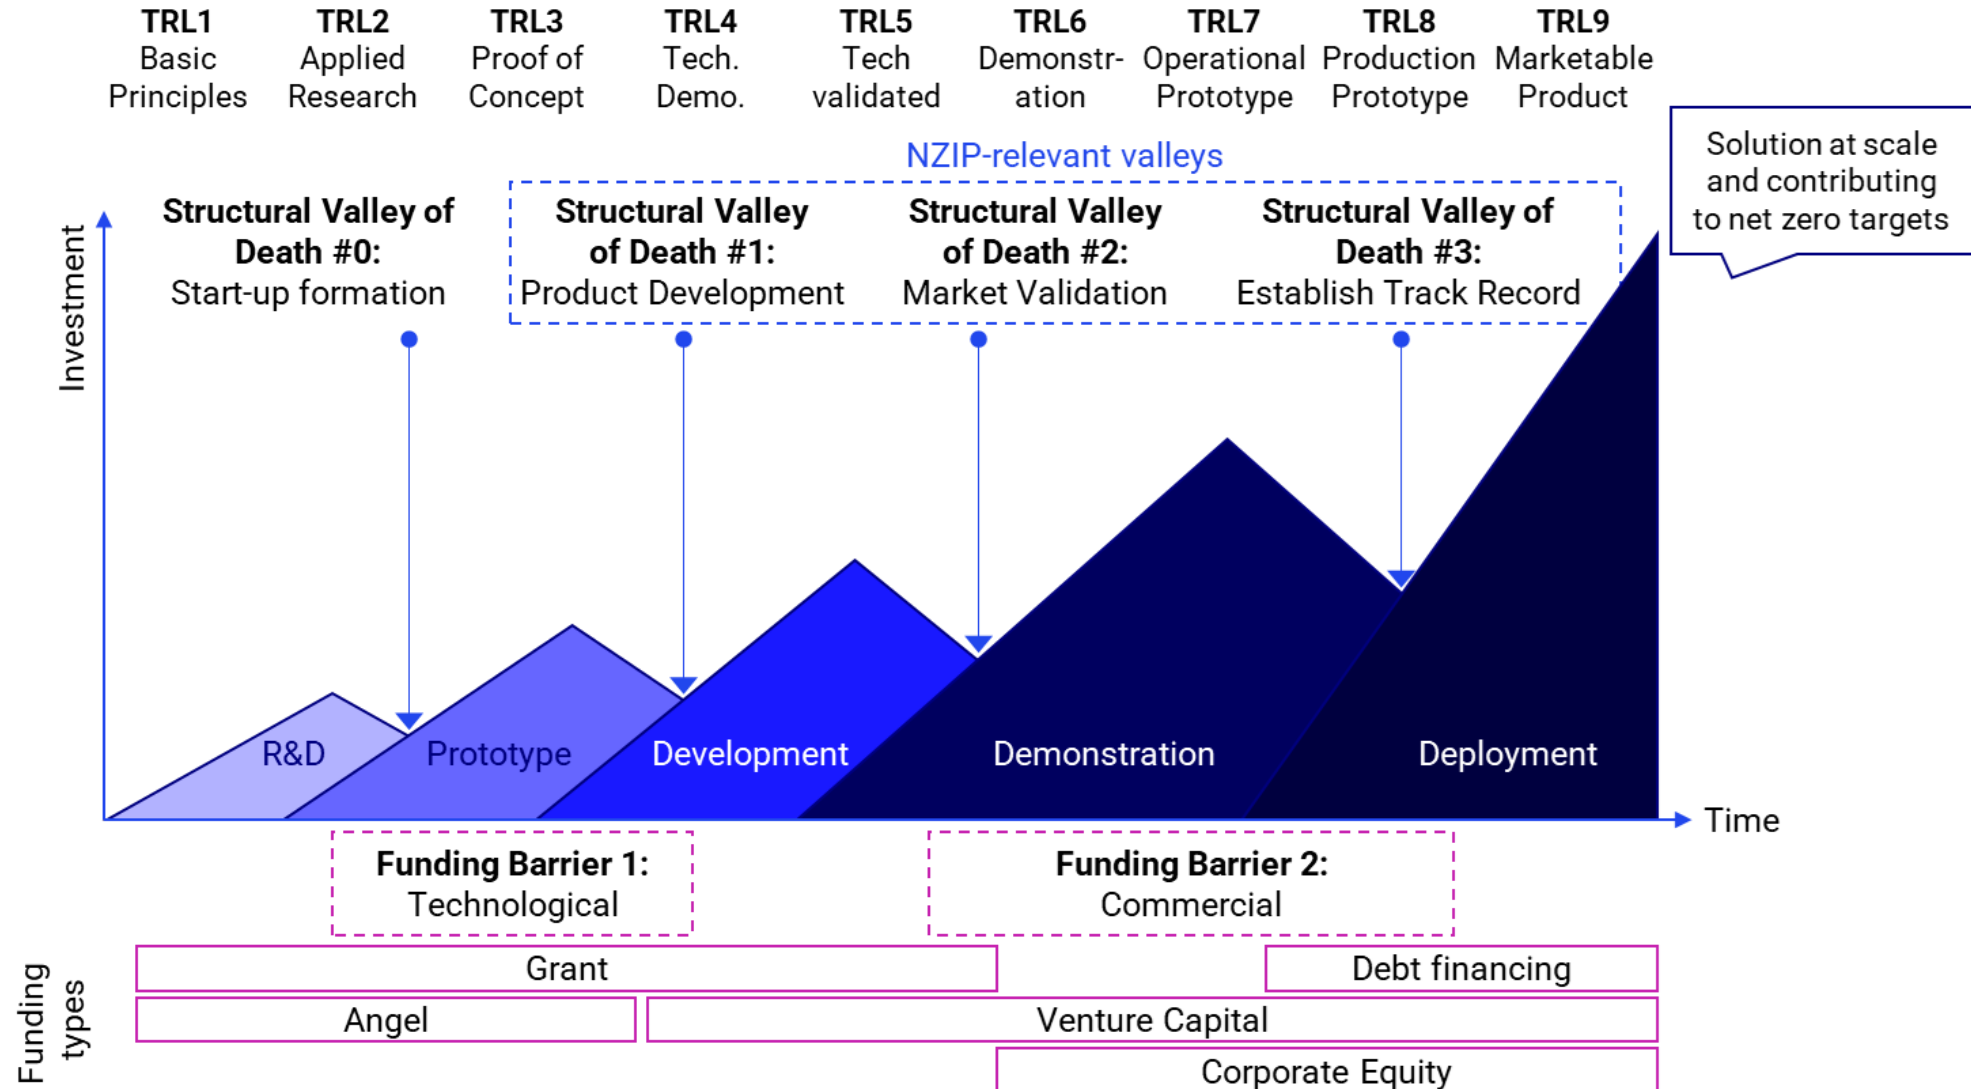 TRL1
Basic
Principles
TRL2
Applied
Research
TRL3
Proof of
Concept
TRL4
Tech.
Demo.
TRL5
Tech
validated
TRL6
Demonstr-
ation
TRL7
Operational
Prototype
TRL8
Production
Prototype
TRL9
Marketable
Product
Solution at scale
and contributing
to net zero targets
NZIP-relevant valleys
Structural Valley of
Death #0:
Start-up formation
Structural Valley
of Death #1:
Product Development
Structural Valley
of Death #2:
Market Validation
Structural Valley of
Death #3:
Establish Track Record
Investment
R&D
Prototype
Development
Demonstration
Deployment
Time
Funding Barrier 1:
Technological
Funding Barrier 2:
Commercial
Funding
types
Grant
Debt financing
Angel
Venture Capital
Corporate Equity